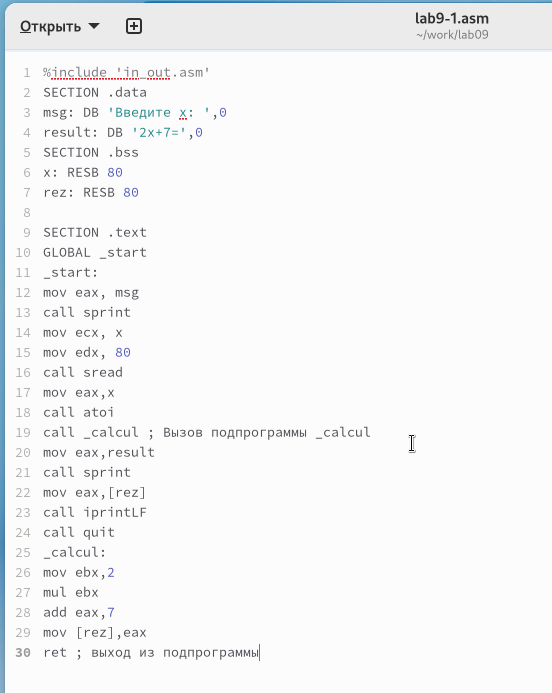 Открыть
lab9-1.asm
~/work/lab09
1 %include 'in_out.asm'
2 SECTION .data
3 msg: DB 'Введите x: ',0
4 result: DB '2x+7=',0
5 SECTION .bss
6 x: RESB 80
7 rez: RESB 80
8
9 SECTION .text
10 GLOBAL _start
11 _start:
12 mov eax, msg
13 call sprint
14 mov ecx, x
15 mov edx, 80
16 call sread
17 mov eax,x
18 call atoi
19 call _calcul ; Вызов подпрограммы _calcul
20 mov eax,result
21 call sprint
22 mov eax,[rez]
23 call iprintLF
24 call quit
25 _calcul:
26 mov ebx,2
27 mul ebx
28 add eax,7
29 mov [rez],eax
30 ret ; выход из подпрограммы